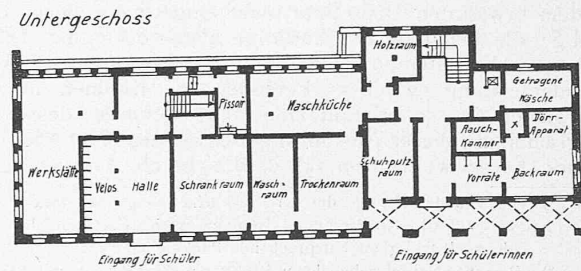 Untergeschoss
Holzraum
Pissoir
Waschküche
Getragene
Wäsche
Rauch-
Kammer
Dörr-
Apparat
Werkstätte
Velos
Halle
Schrankraum
Wasch-
raum
Trockenraum
Schuhputz-
raum
Vorräte
Backraum
Eingang für Schüler
Eingang für Schülerinnen